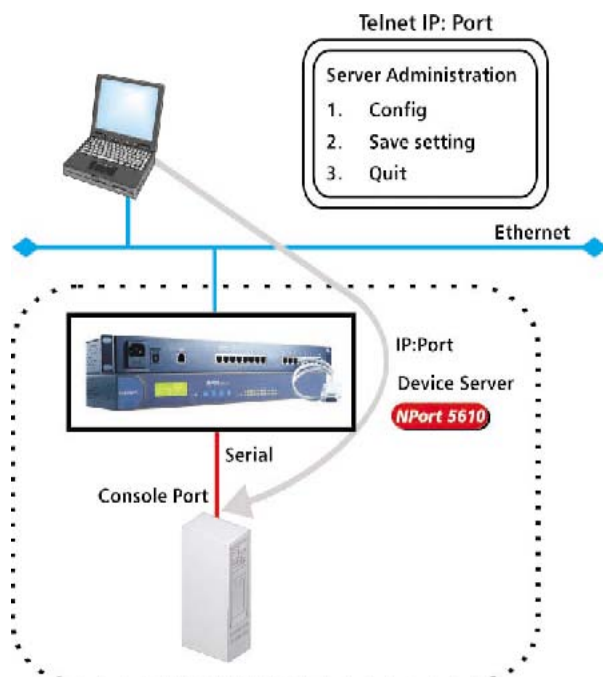 Telnet IP: Port
Server Administration
1. Config
2. Save setting
3. Quit
Ethernet
IP:Port
Device Server
NPort 5610
Serial
Console Port